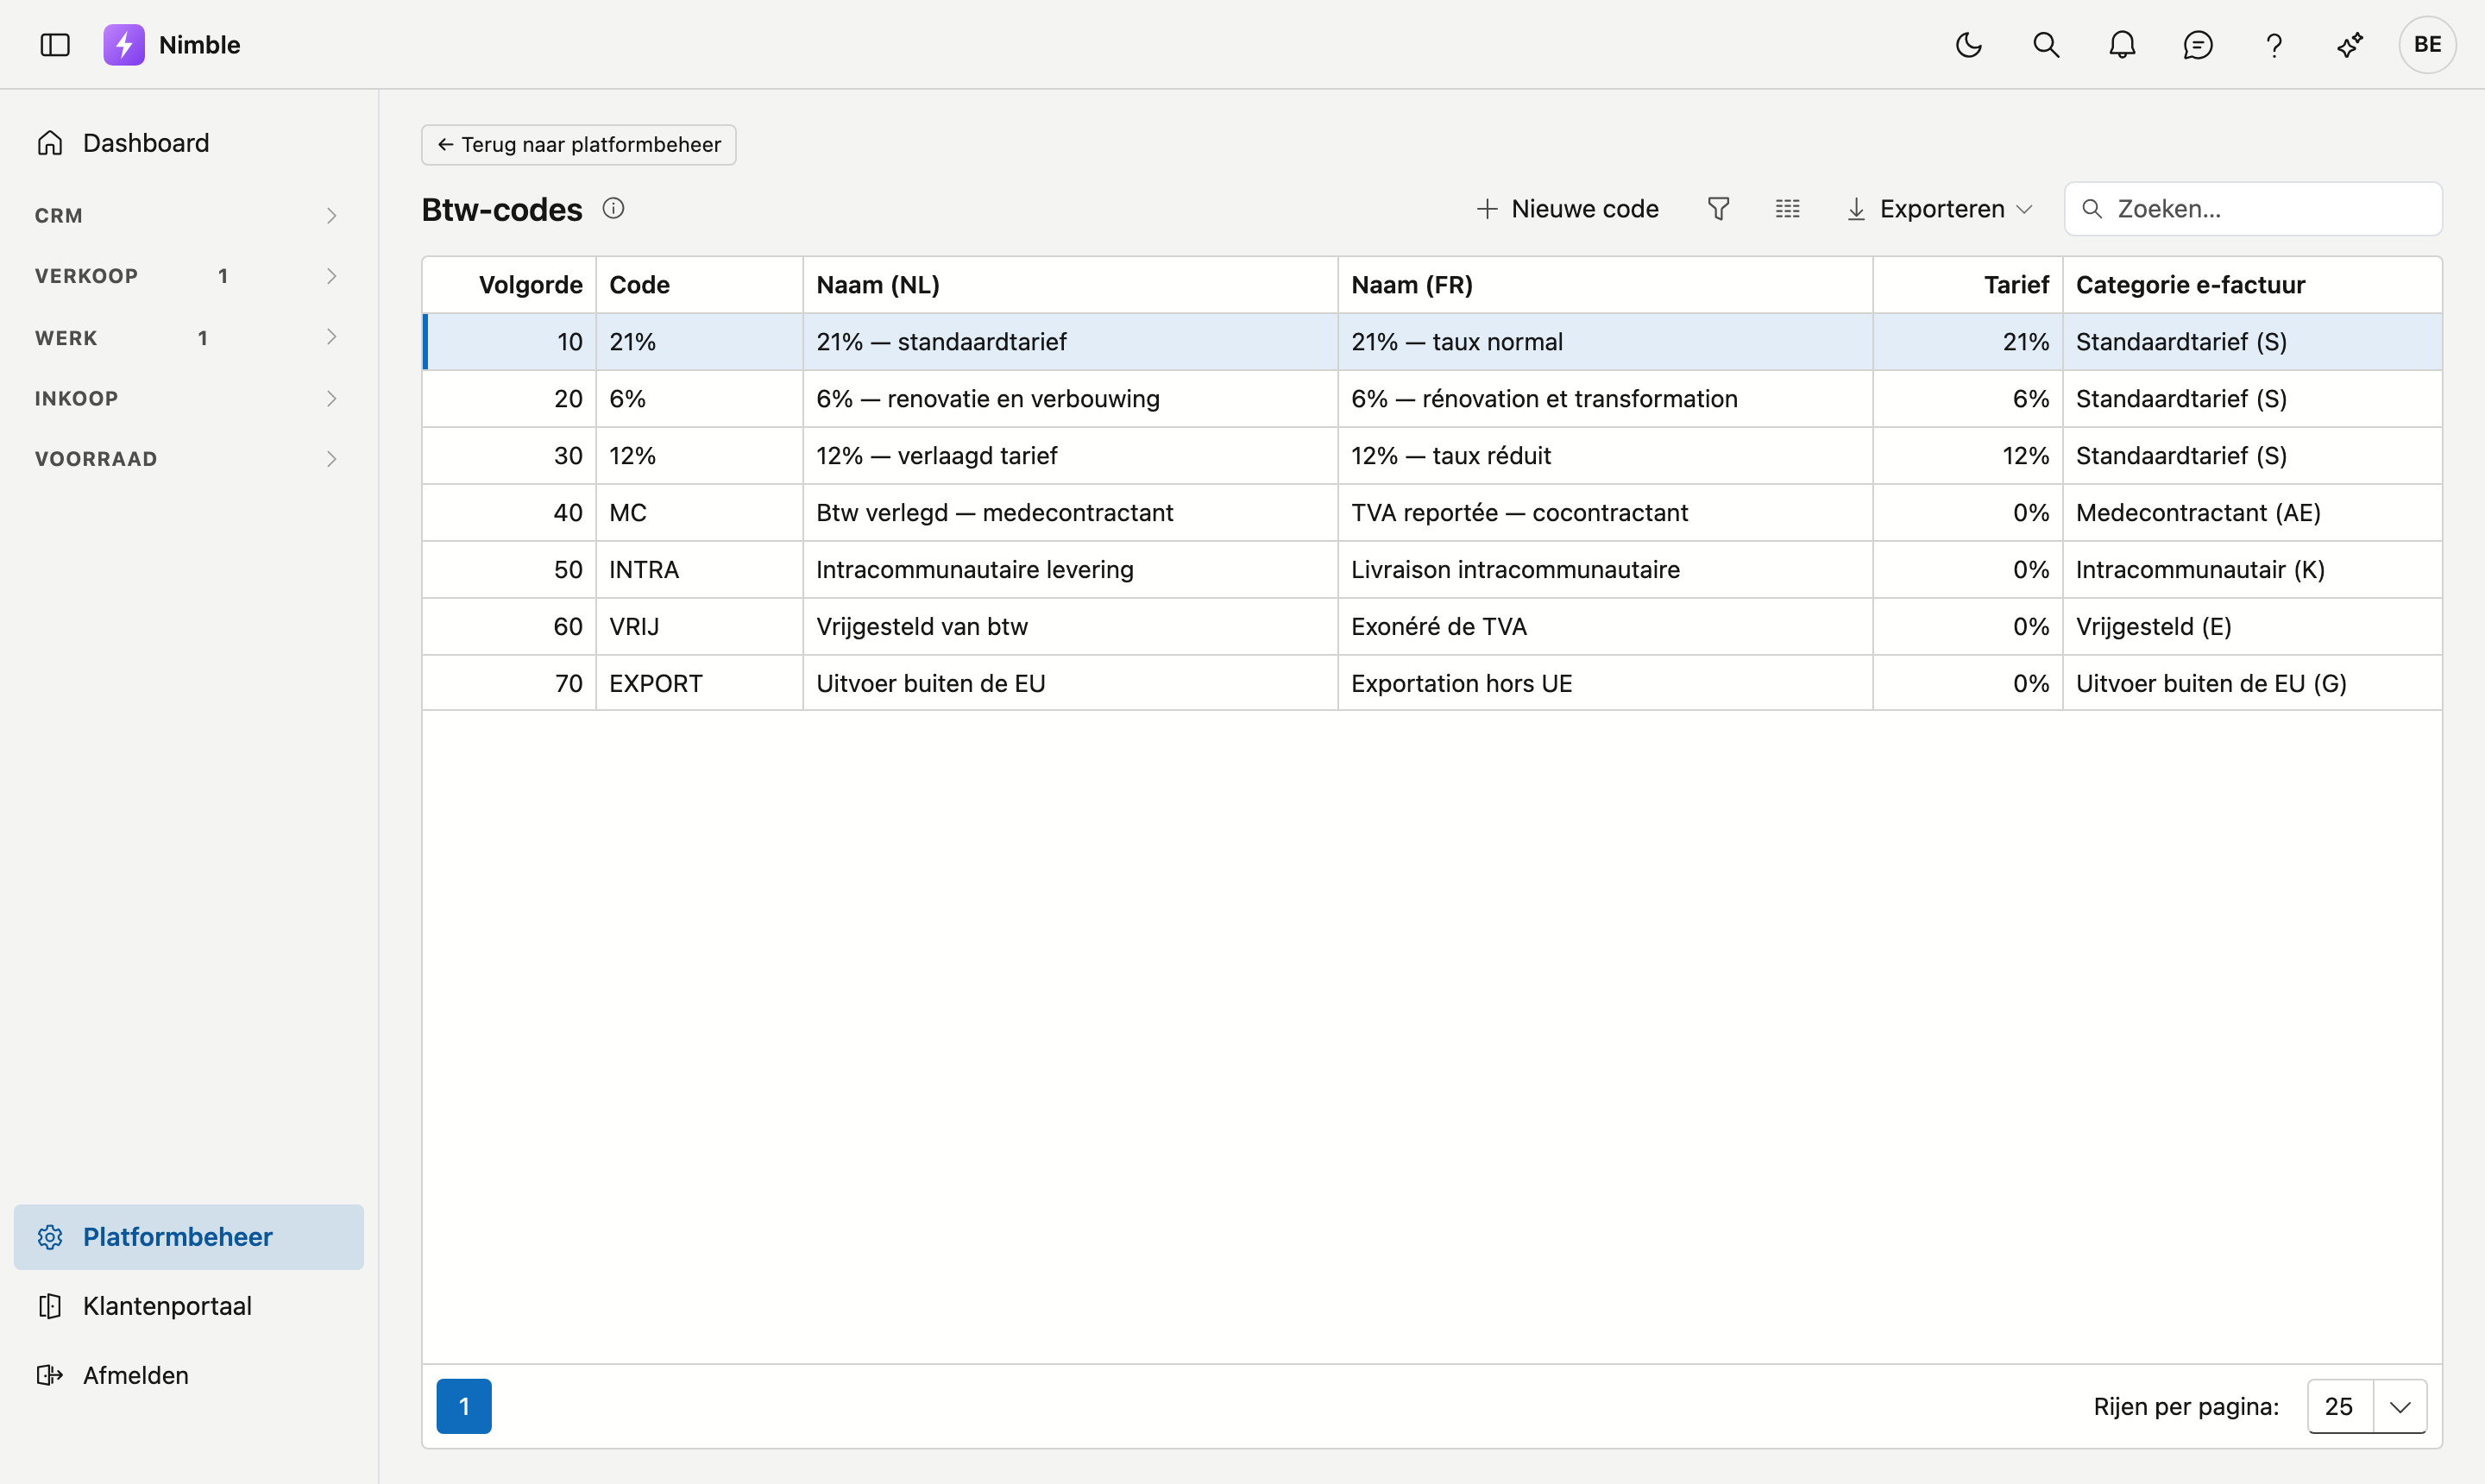 Nimble
BE
Dashboard
CRM
VERKOOP 1
WERK 1
INKOOP
VOORRAAD
Platformbeheer
Klantenportaal
Afmelden
← Terug naar platformbeheer
Btw-codes
Nieuwe code
Exporteren
Zoeken...
Volgorde Code Naam (NL) Naam (FR) Tarief Categorie e-factuur
10 21% 21% — standaardtarief 21% — taux normal 21% Standaardtarief (S)
20 6% 6% — renovatie en verbouwing 6% — rénovation et transformation 6% Standaardtarief (S)
30 12% 12% — verlaagd tarief 12% — taux réduit 12% Standaardtarief (S)
40 MC Btw verlegd — medecontractant TVA reportée — cocontractant 0% Medecontractant (AE)
50 INTRA Intracommunautaire levering Livraison intracommunautaire 0% Intracommunautair (K)
60 VRIJ Vrijgesteld van btw Exonéré de TVA 0% Vrijgesteld (E)
70 EXPORT Uitvoer buiten de EU Exportation hors UE 0% Uitvoer buiten de EU (G)
1
Rijen per pagina: 25